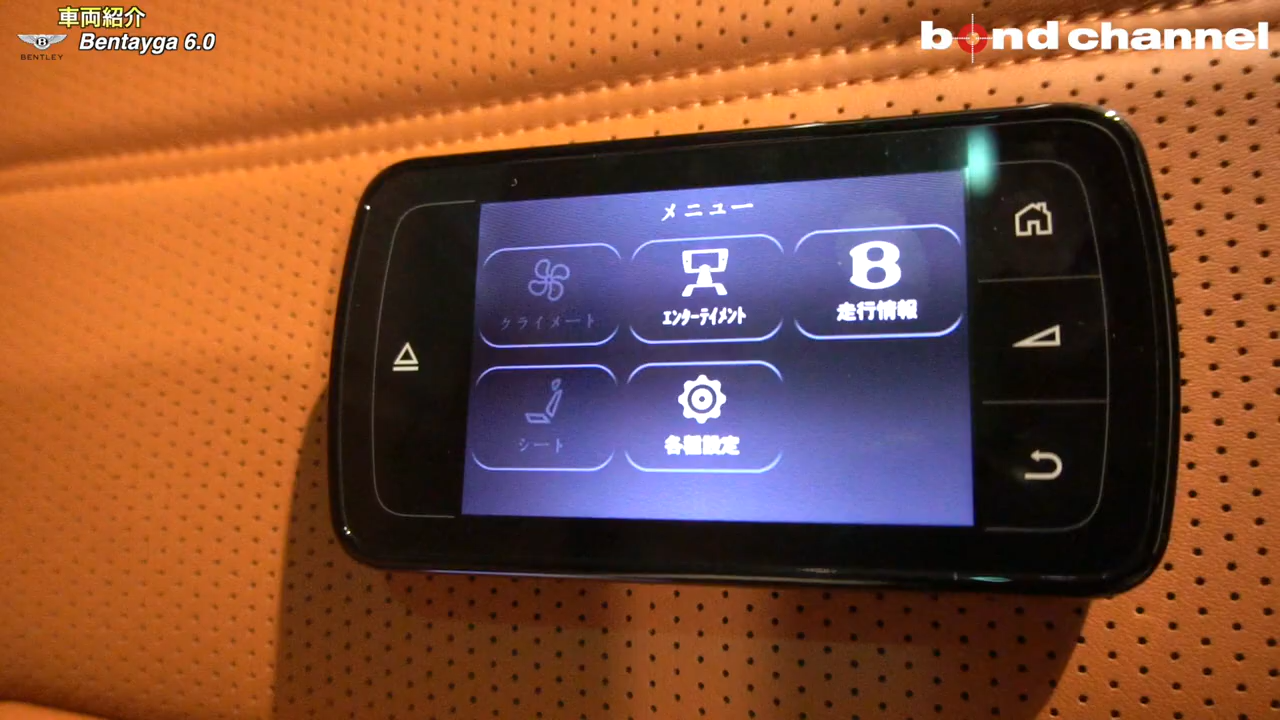 車両紹介
BENTLEY
Bentayga 6.0
bond channel
メニュー
クライメート
エンターテイメント
B
走行情報
シート
各種設定